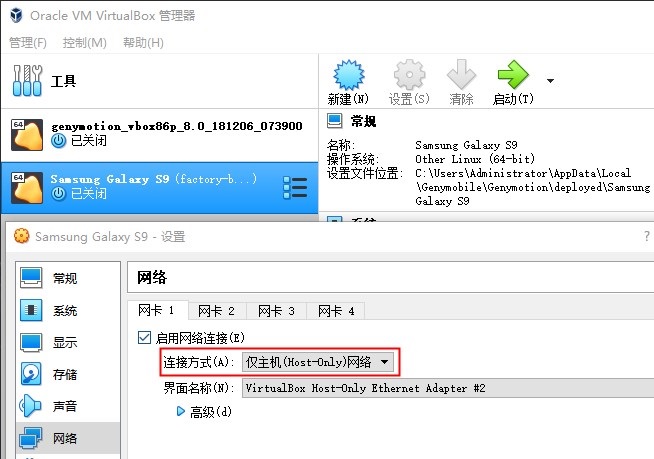 Oracle VM VirtualBox 管理器
管理(F) 控制(M) 帮助(H)
工具
新建(N) 设置(S) 清除 启动(T)
64 genymotion_vbox86p_8.0_181206_073900
已关闭
64 Samsung Galaxy S9 (factory-b...)
已关闭
常规
名称: Samsung Galaxy S9
操作系统: Other Linux (64-bit)
设置文件位置: C:\Users\Administrator\AppData\Local
\Genymobile\Genymotion\deployed\Samsung
Galaxy S9
Samsung Galaxy S9 - 设置 ?
常规
系统
显示
存储
声音
网络
网络
网卡 1 网卡 2 网卡 3 网卡 4
启用网络连接(E)
连接方式(A): 仅主机(Host-Only)网络
界面名称(N): VirtualBox Host-Only Ethernet Adapter #2
高级(d)